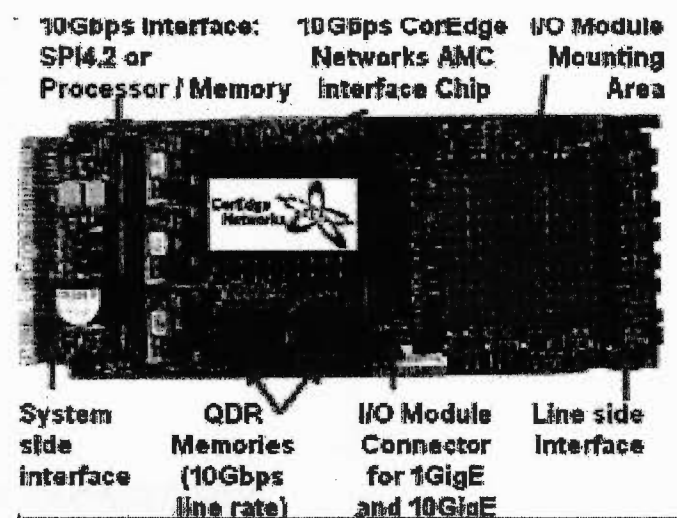 10Gbps Interface:
SPI4.2 or
Processor / Memory
10Gbps CorEdge
Networks AMC
Interface Chip
I/O Module
Mounting
Area
CorEdge
Networks
System
side
interface
QDR
Memories
(10Gbps
line rate)
I/O Module
Connector
for 1GigE
and 10GigE
Line side
Interface